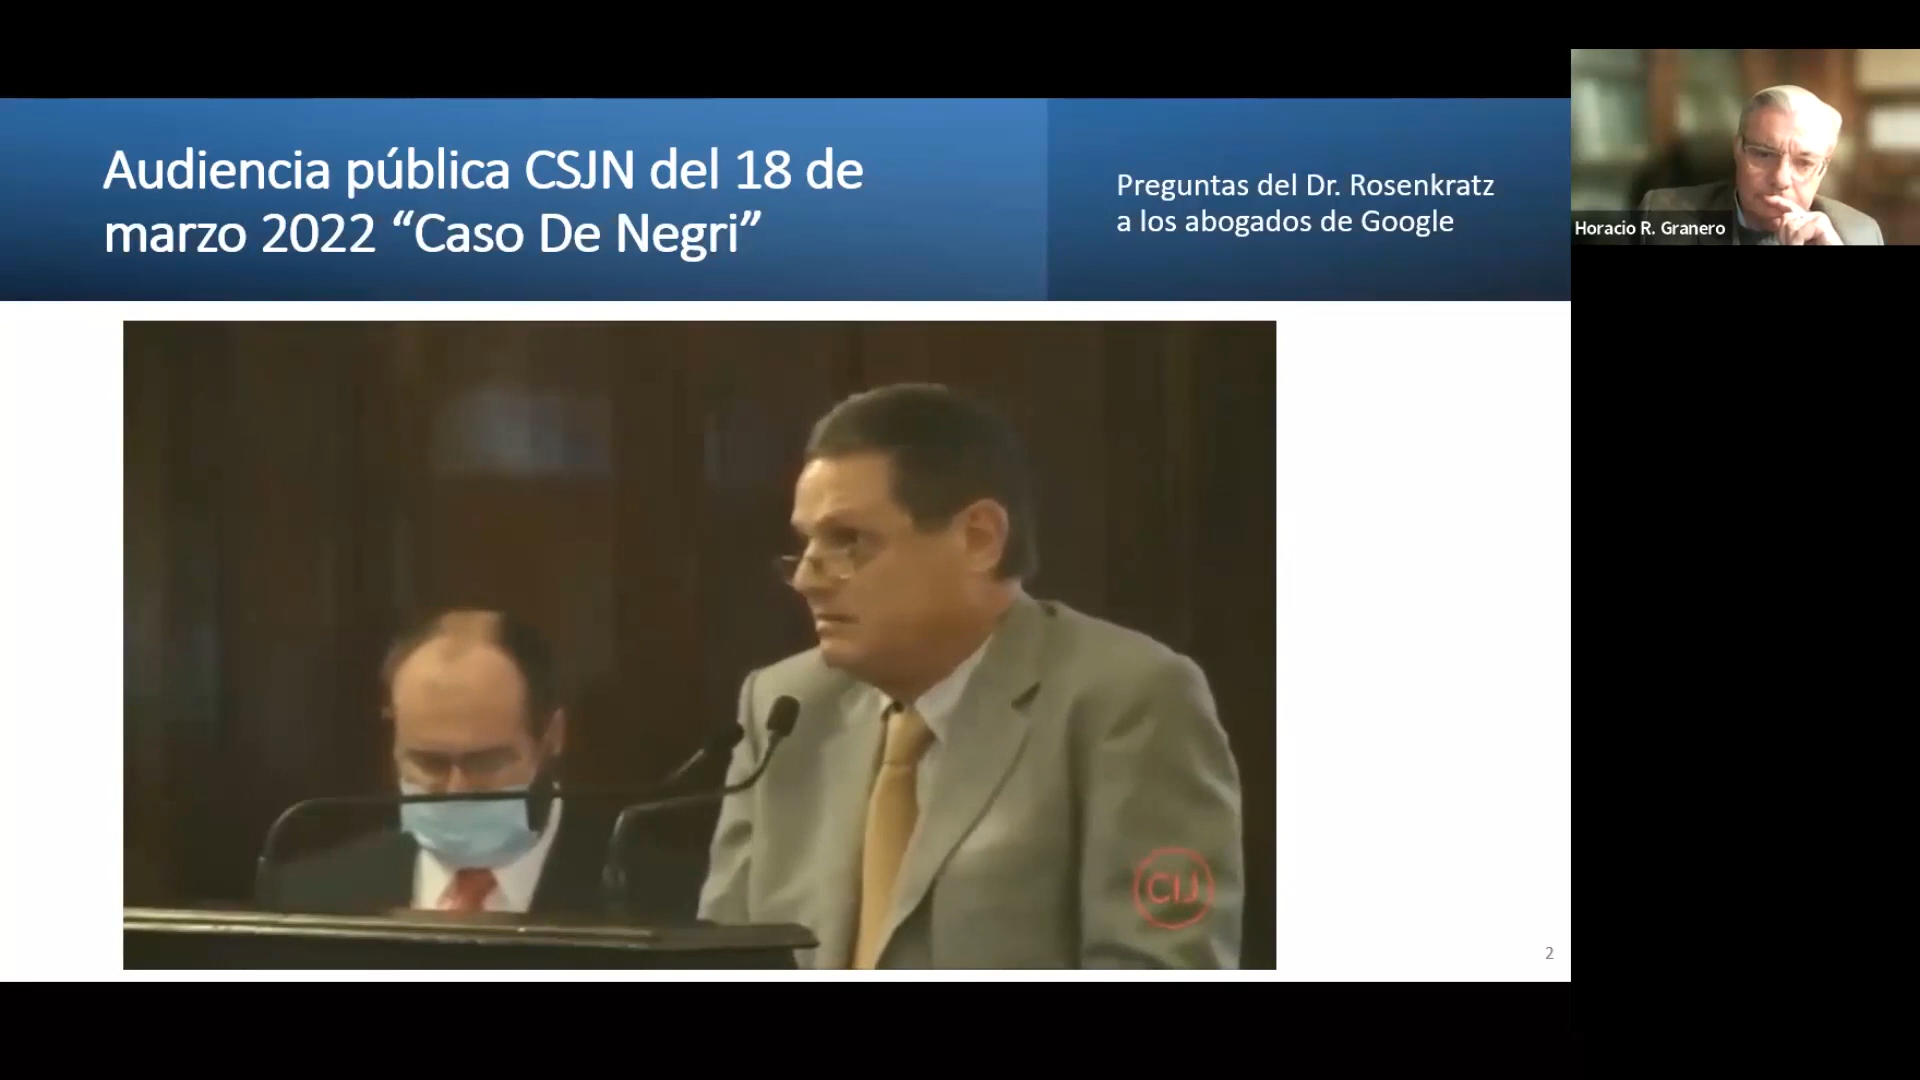 Audiencia pública CSJN del 18 de
marzo 2022 “Caso De Negri”
Preguntas del Dr. Rosenkratz
a los abogados de Google
Horacio R. Granero
CIJ
2